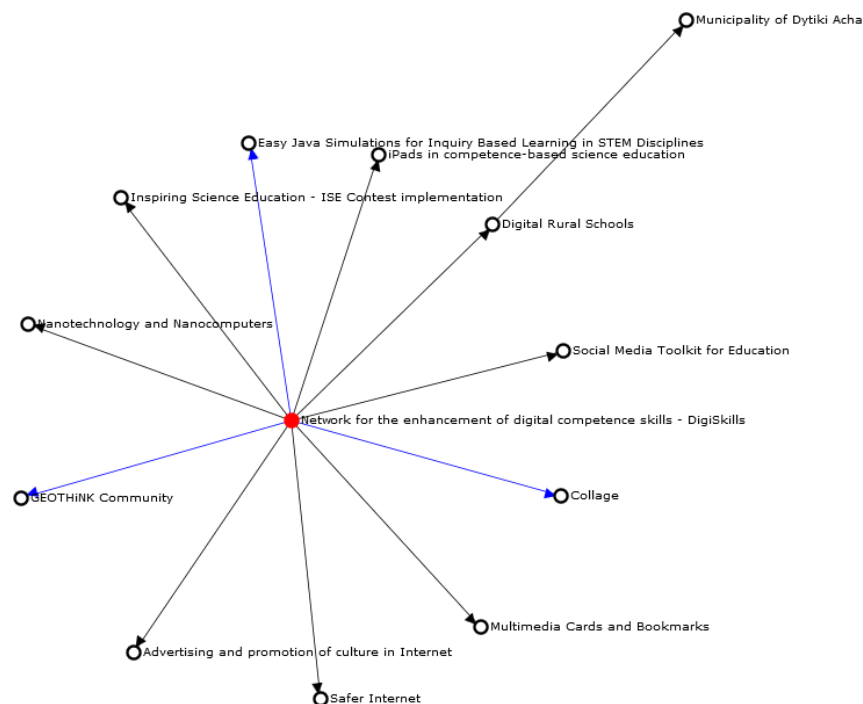 Municipality of Dytiki Acha
Easy Java Simulations for Inquiry Based Learning in STEM Disciplines
iPads in competence-based science education
Inspiring Science Education - ISE Contest implementation
Digital Rural Schools
Nanotechnology and Nanocomputers
Social Media Toolkit for Education
Network for the enhancement of digital competence skills - DigiSkills
GEOTHiNK Community
Collage
Multimedia Cards and Bookmarks
Advertising and promotion of culture in Internet
Safer Internet